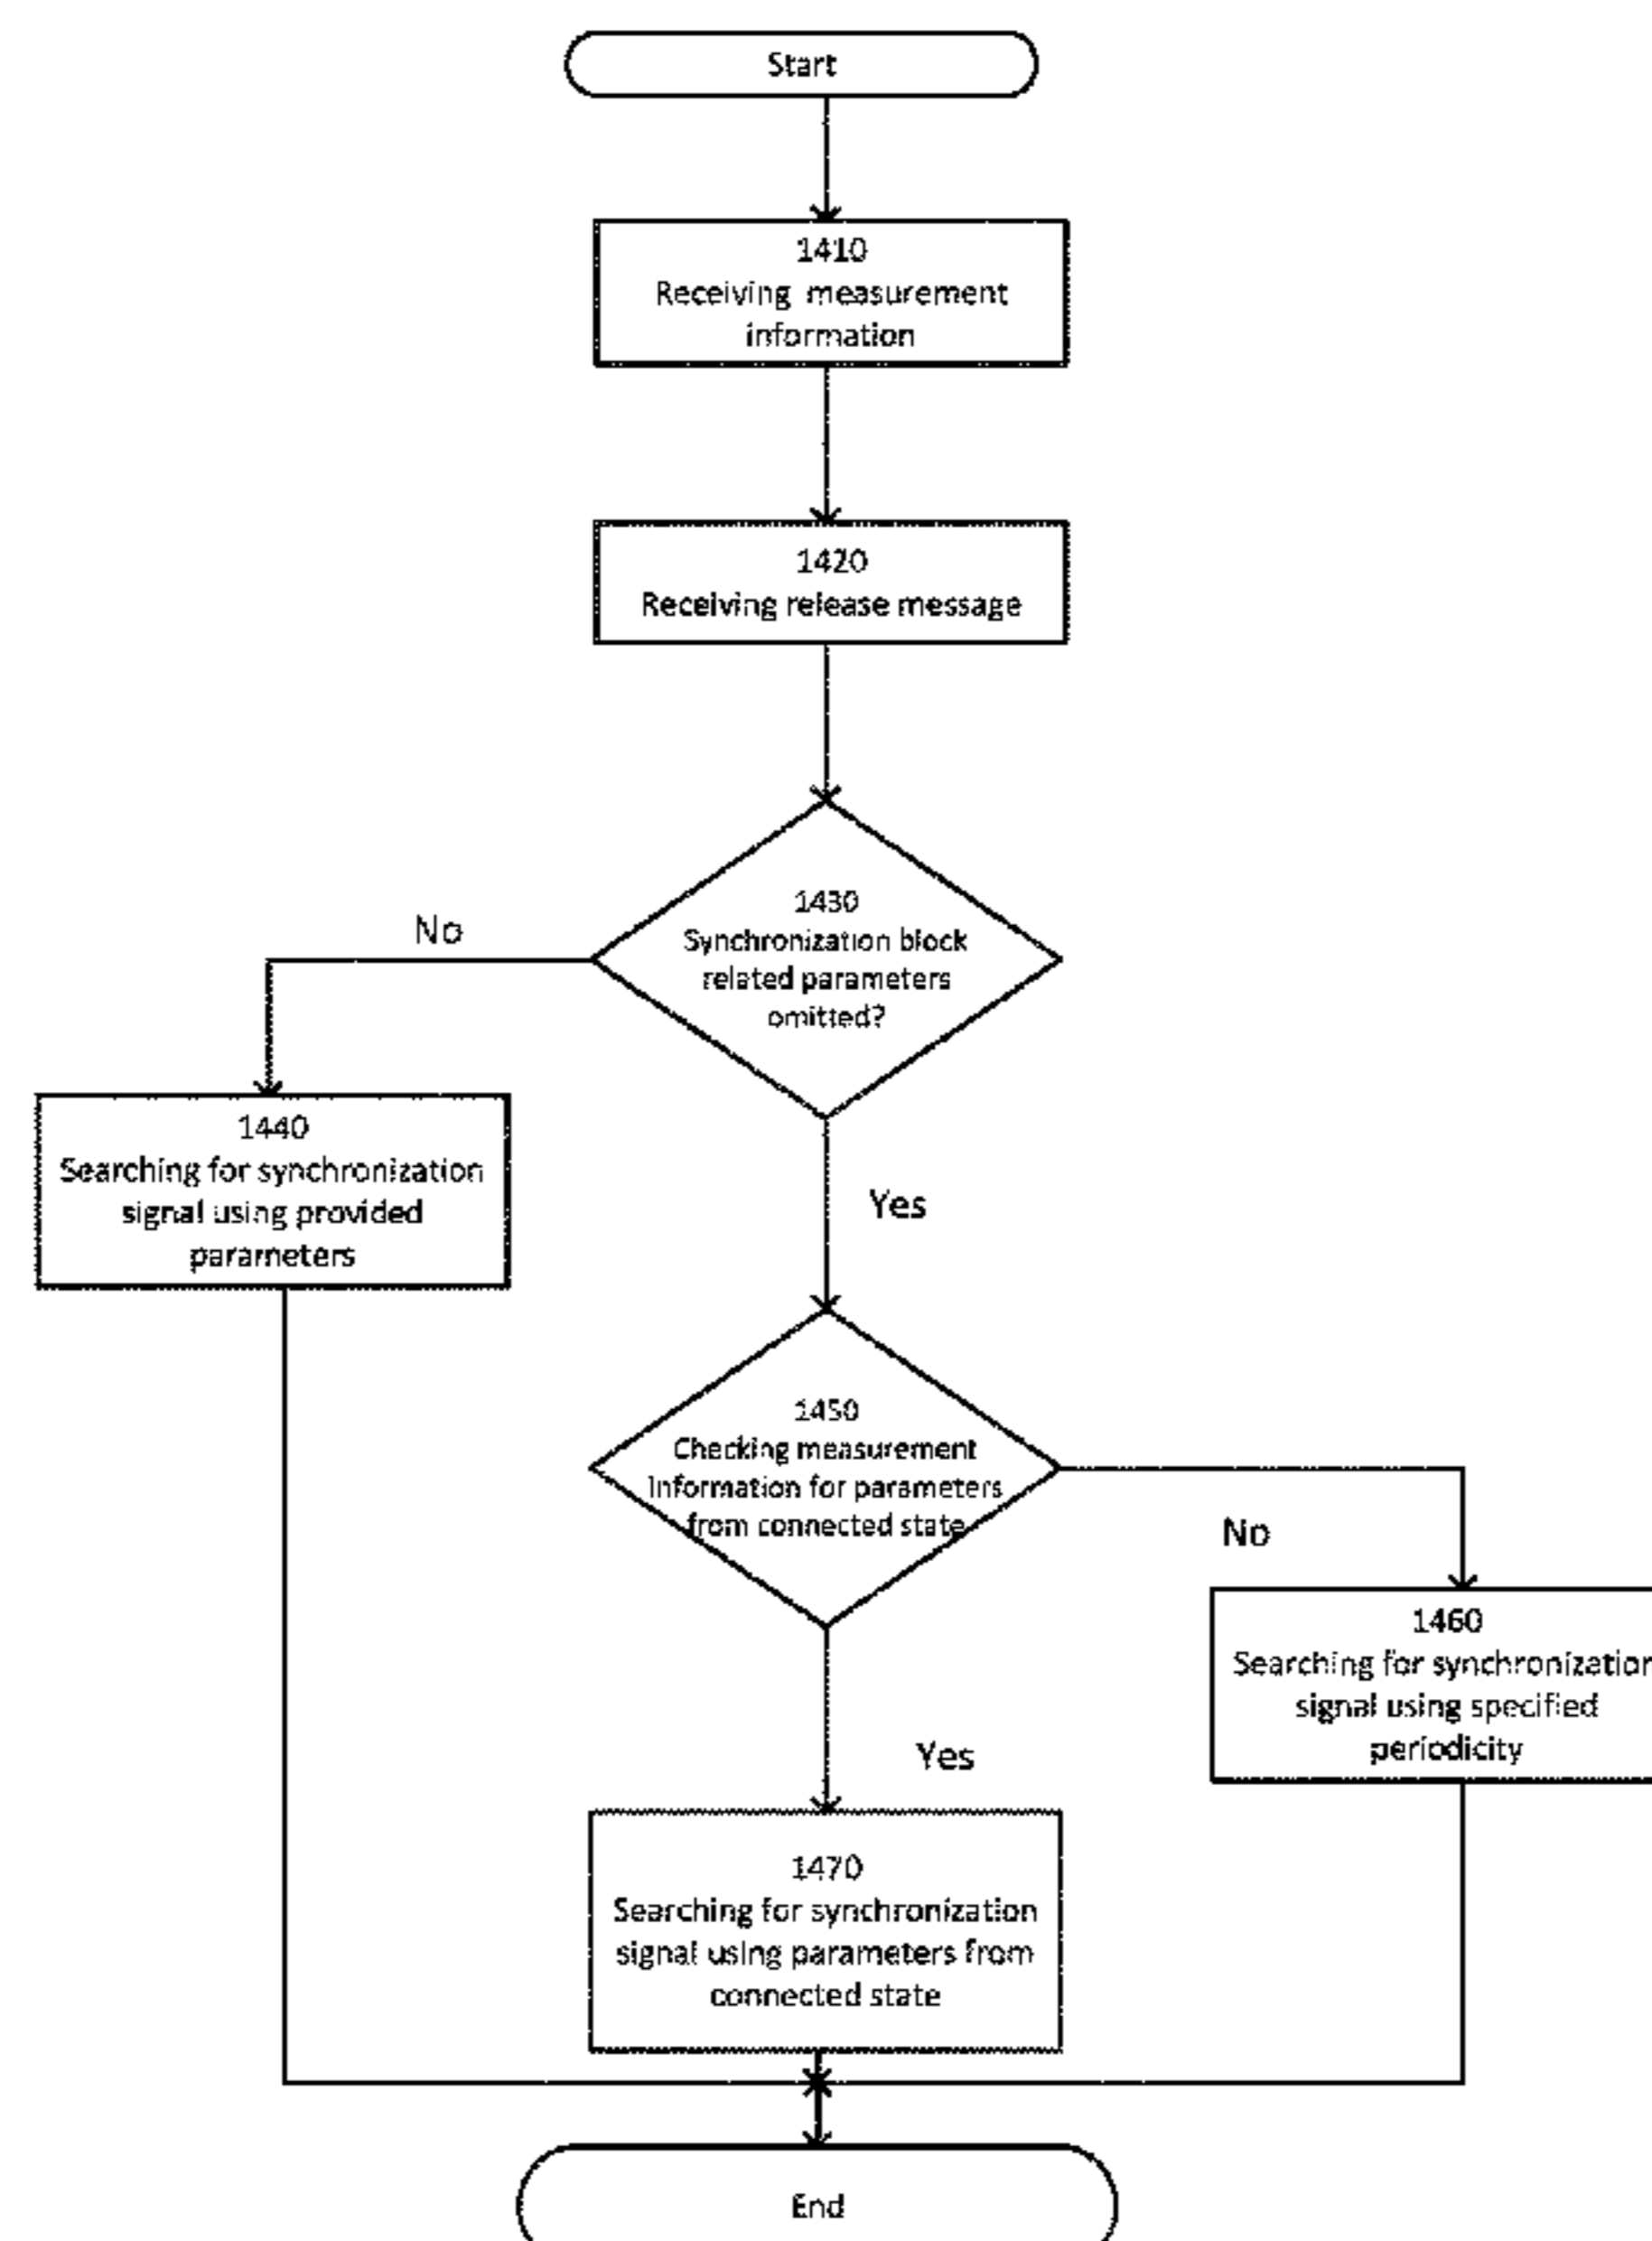 Start
1410
Receiving measurement
information
1420
Receiving release message
1430
Synchronization block
related parameters
omitted?
No
1440
Searching for synchronization
signal using provided
parameters
Yes
1450
Checking measurement
Information for parameters
from connected state
No
1460
Searching for synchronization
signal using specified
periodicity
Yes
1470
Searching for synchronization
signal using parameters from
connected state
End